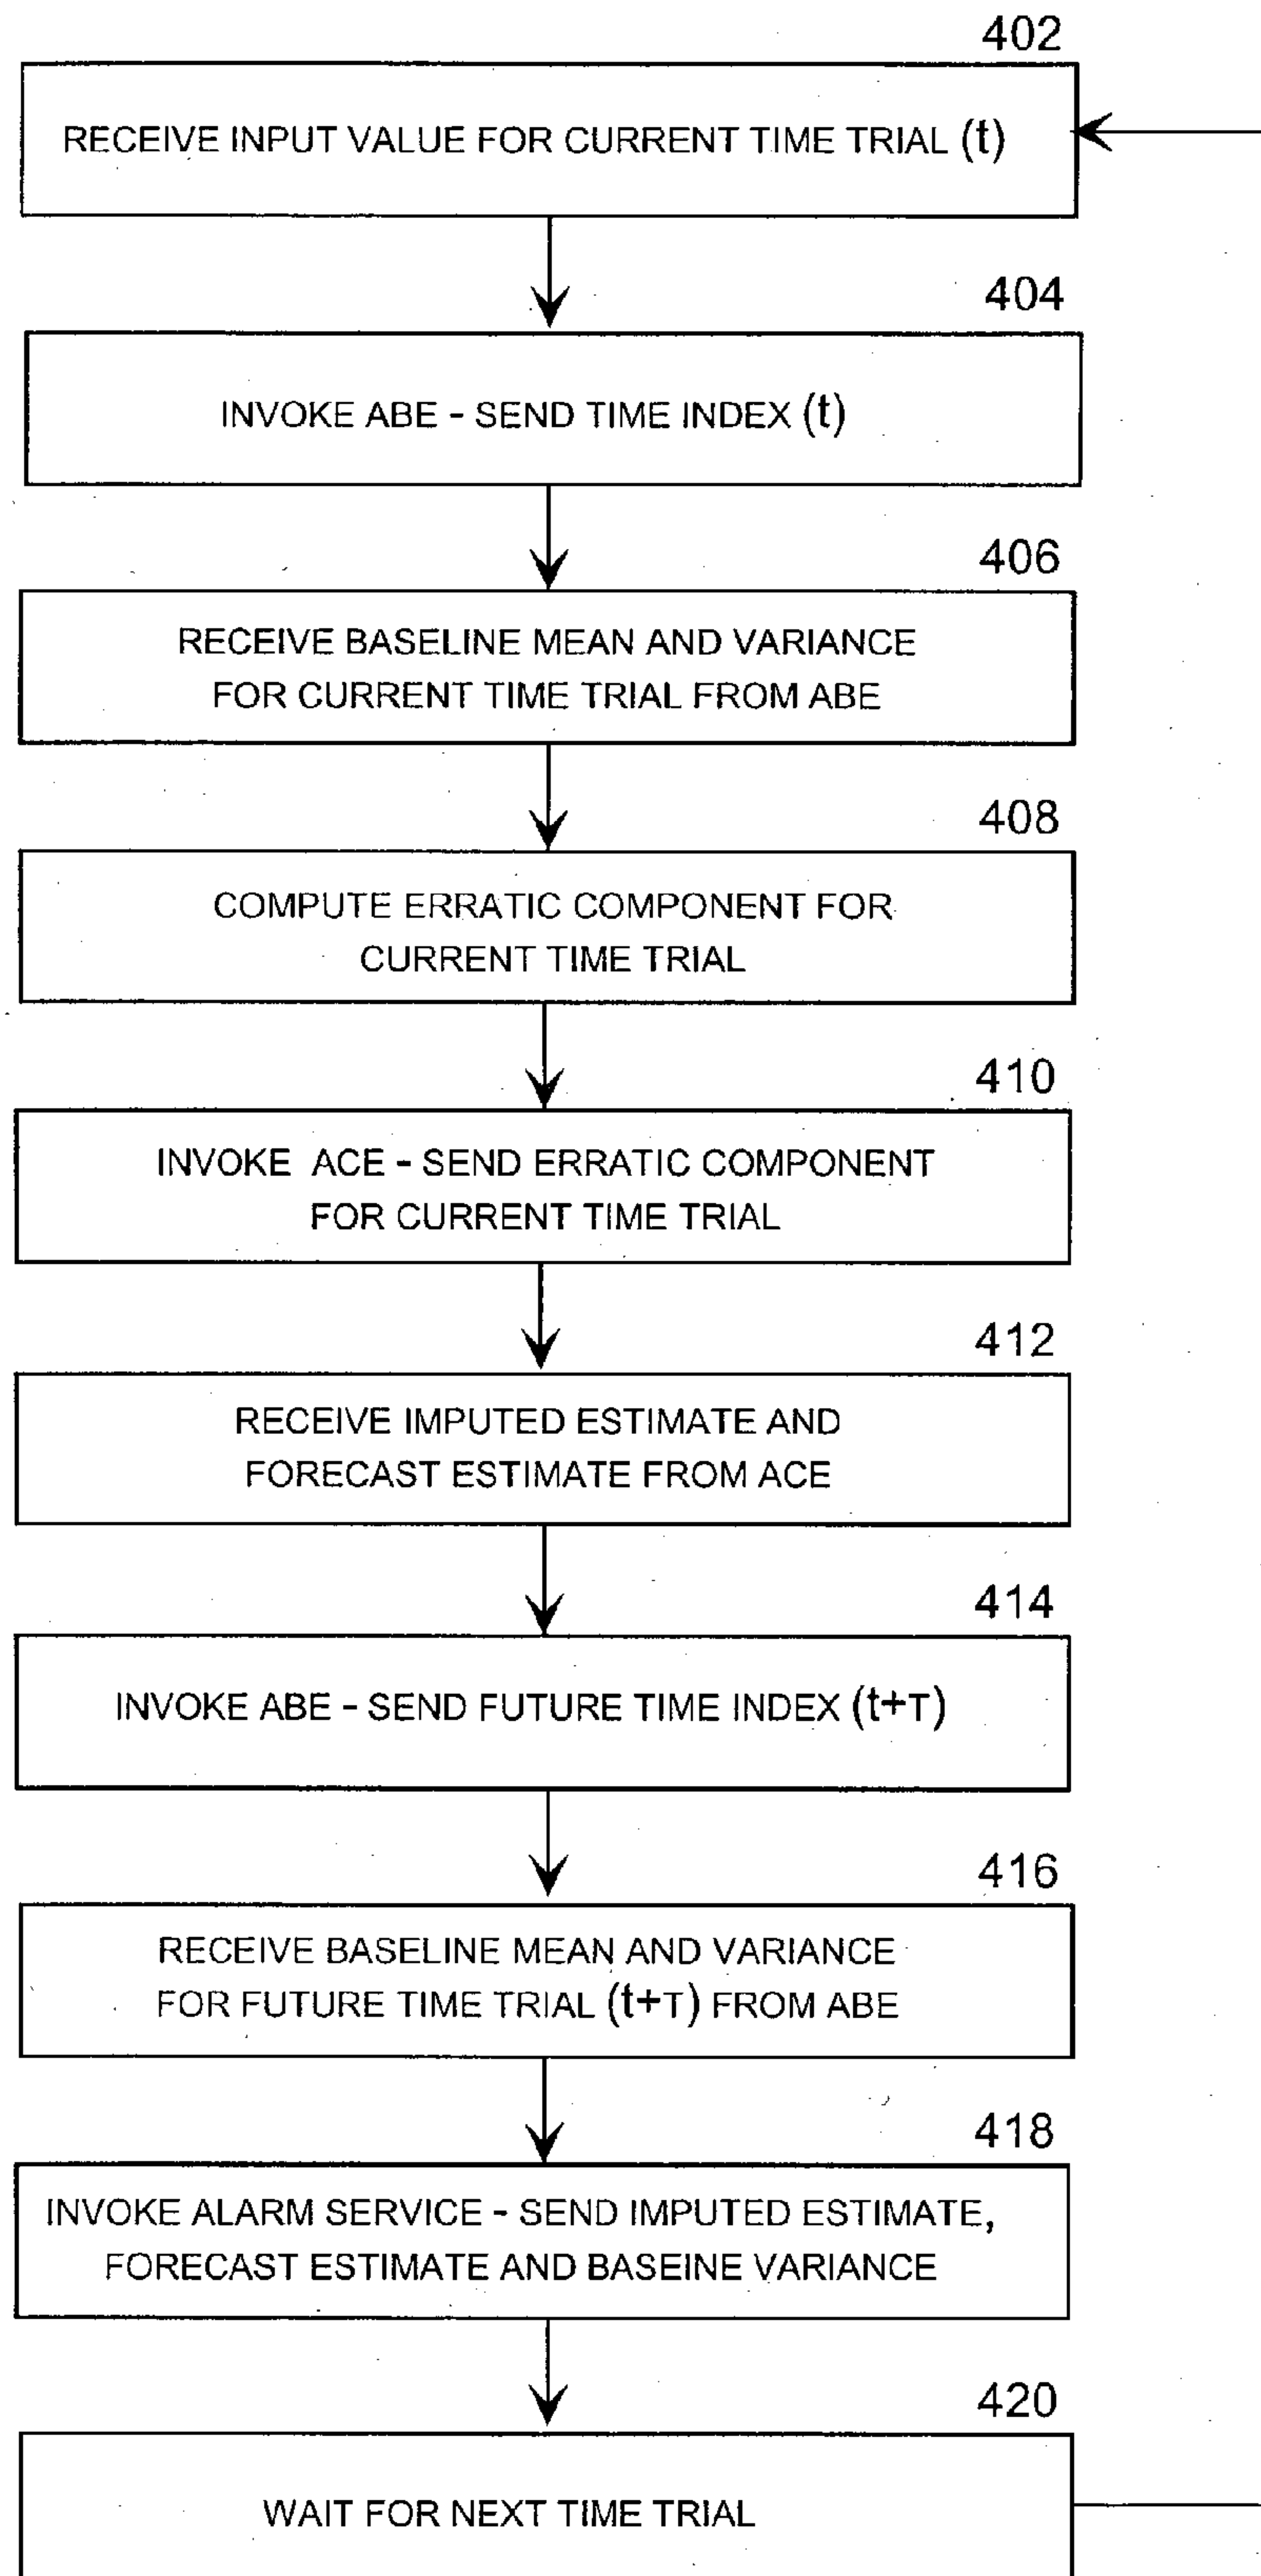 402
RECEIVE INPUT VALUE FOR CURRENT TIME TRIAL (t)
404
INVOKE ABE - SEND TIME INDEX (t)
406
RECEIVE BASELINE MEAN AND VARIANCE
FOR CURRENT TIME TRIAL FROM ABE
408
COMPUTE ERRATIC COMPONENT FOR
CURRENT TIME TRIAL
410
INVOKE ACE - SEND ERRATIC COMPONENT
FOR CURRENT TIME TRIAL
412
RECEIVE IMPUTED ESTIMATE AND
FORECAST ESTIMATE FROM ACE
414
INVOKE ABE - SEND FUTURE TIME INDEX (t+τ)
416
RECEIVE BASELINE MEAN AND VARIANCE
FOR FUTURE TIME TRIAL (t+τ) FROM ABE
418
INVOKE ALARM SERVICE - SEND IMPUTED ESTIMATE,
FORECAST ESTIMATE AND BASEINE VARIANCE
420
WAIT FOR NEXT TIME TRIAL